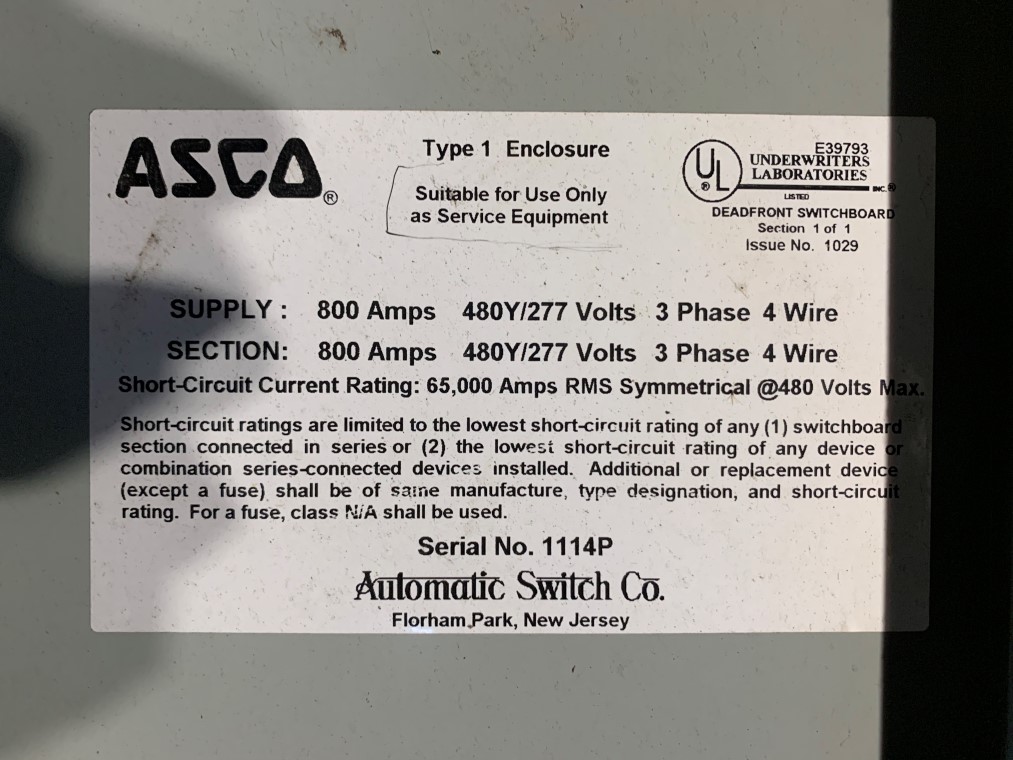 ASCO®
Type 1 Enclosure
Suitable for Use Only
as Service Equipment
UL®
E39793
UNDERWRITERS
LABORATORIES
INC.®
LISTED
DEADFRONT SWITCHBOARD
Section 1 of 1
Issue No. 1029
SUPPLY : 800 Amps 480Y/277 Volts 3 Phase 4 Wire
SECTION: 800 Amps 480Y/277 Volts 3 Phase 4 Wire
Short-Circuit Current Rating: 65,000 Amps RMS Symmetrical @480 Volts Max.
Short-circuit ratings are limited to the lowest short-circuit rating of any (1) switchboard
section connected in series or (2) the lowest short-circuit rating of any device or
combination series-connected devices installed. Additional or replacement device
(except a fuse) shall be of same manufacture, type designation, and short-circuit
rating. For a fuse, class N/A shall be used.
Serial No. 1114P
Automatic Switch Co.
Florham Park, New Jersey